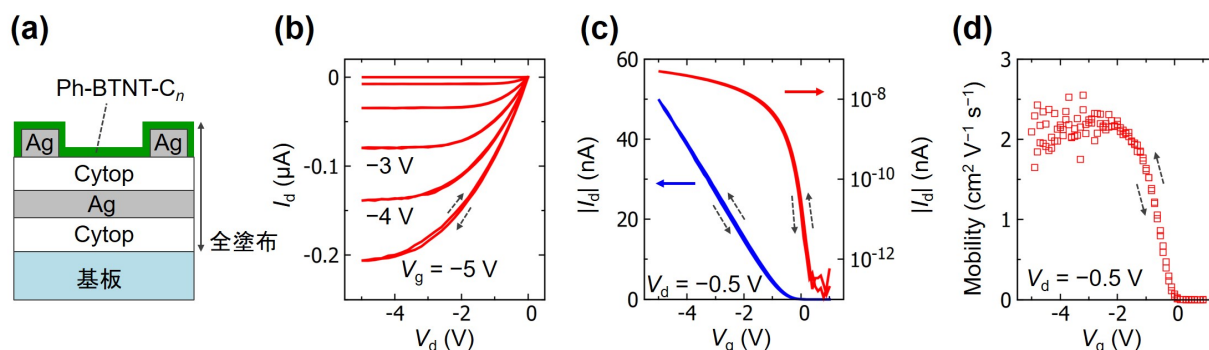 (a)
Ph-BTNT-Cn
Ag
Ag
Cytop
Ag
Cytop
基板
全塗布
(b)
0
-0.1
-0.2
Id (µA)
−3 V
−4 V
Vg = −5 V
-4
-2
0
Vd (V)
(c)
60
40
20
0
|Id| (nA)
10⁻⁸
10⁻¹⁰
10⁻¹²
|Id| (nA)
Vd = −0.5 V
-4
-2
0
Vg (V)
(d)
3
2
1
0
Mobility (cm² V⁻¹ s⁻¹)
Vd = −0.5 V
-4
-2
0
Vg (V)